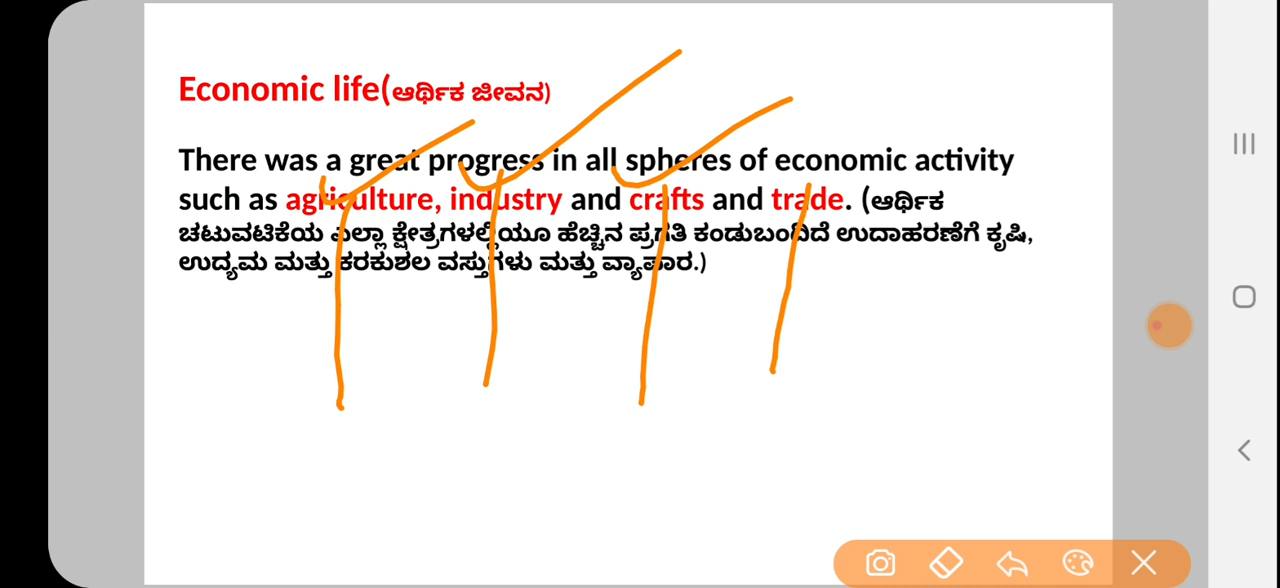 Economic life(ಆರ್ಥಿಕ ಜೀವನ)
There was a great progress in all spheres of economic activity
such as agriculture, industry and crafts and trade. (ಆರ್ಥಿಕ
ಚಟುವಟಿಕೆಯ ಎಲ್ಲಾ ಕ್ಷೇತ್ರಗಳಲ್ಲಿಯೂ ಹೆಚ್ಚಿನ ಪ್ರಗತಿ ಕಂಡುಬಂದಿದೆ ಉದಾಹರಣೆಗೆ ಕೃಷಿ,
ಉದ್ಯಮ ಮತ್ತು ಕರಕುಶಲ ವಸ್ತುಗಳು ಮತ್ತು ವ್ಯಾಪಾರ.)